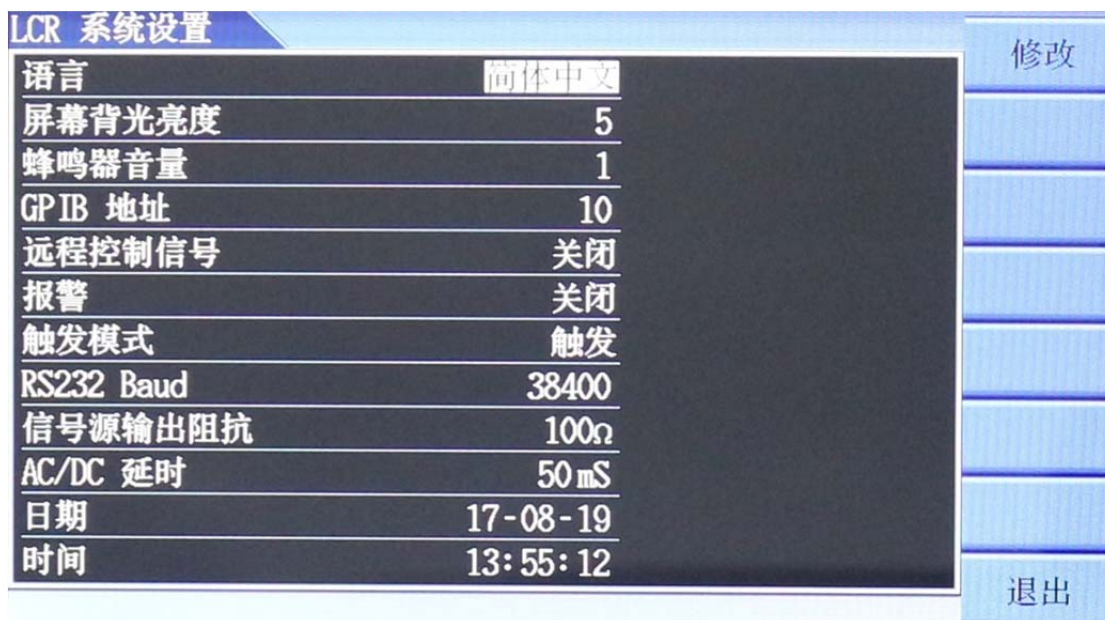 LCR 系统设置
修改
语言 简体中文
屏幕背光亮度 5
蜂鸣器音量 1
GPIB 地址 10
远程控制信号 关闭
报警 关闭
触发模式 触发
RS232 Baud 38400
信号源输出阻抗 100Ω
AC/DC 延时 50mS
日期 17-08-19
时间 13:55:12
退出